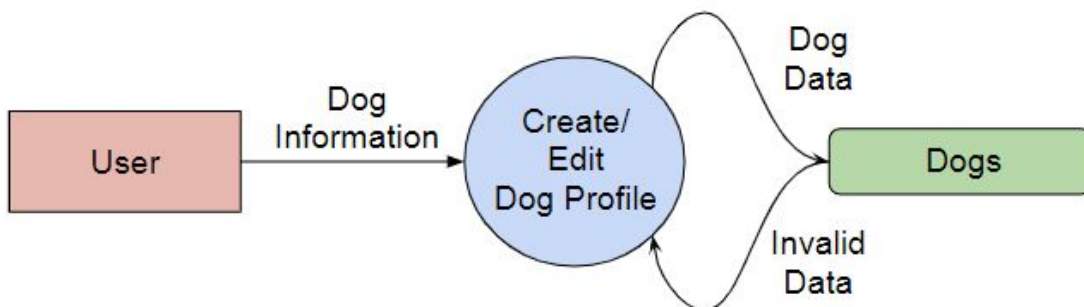 User
Dog
Information
Create/
Edit
Dog Profile
Dog
Data
Invalid
Data
Dogs